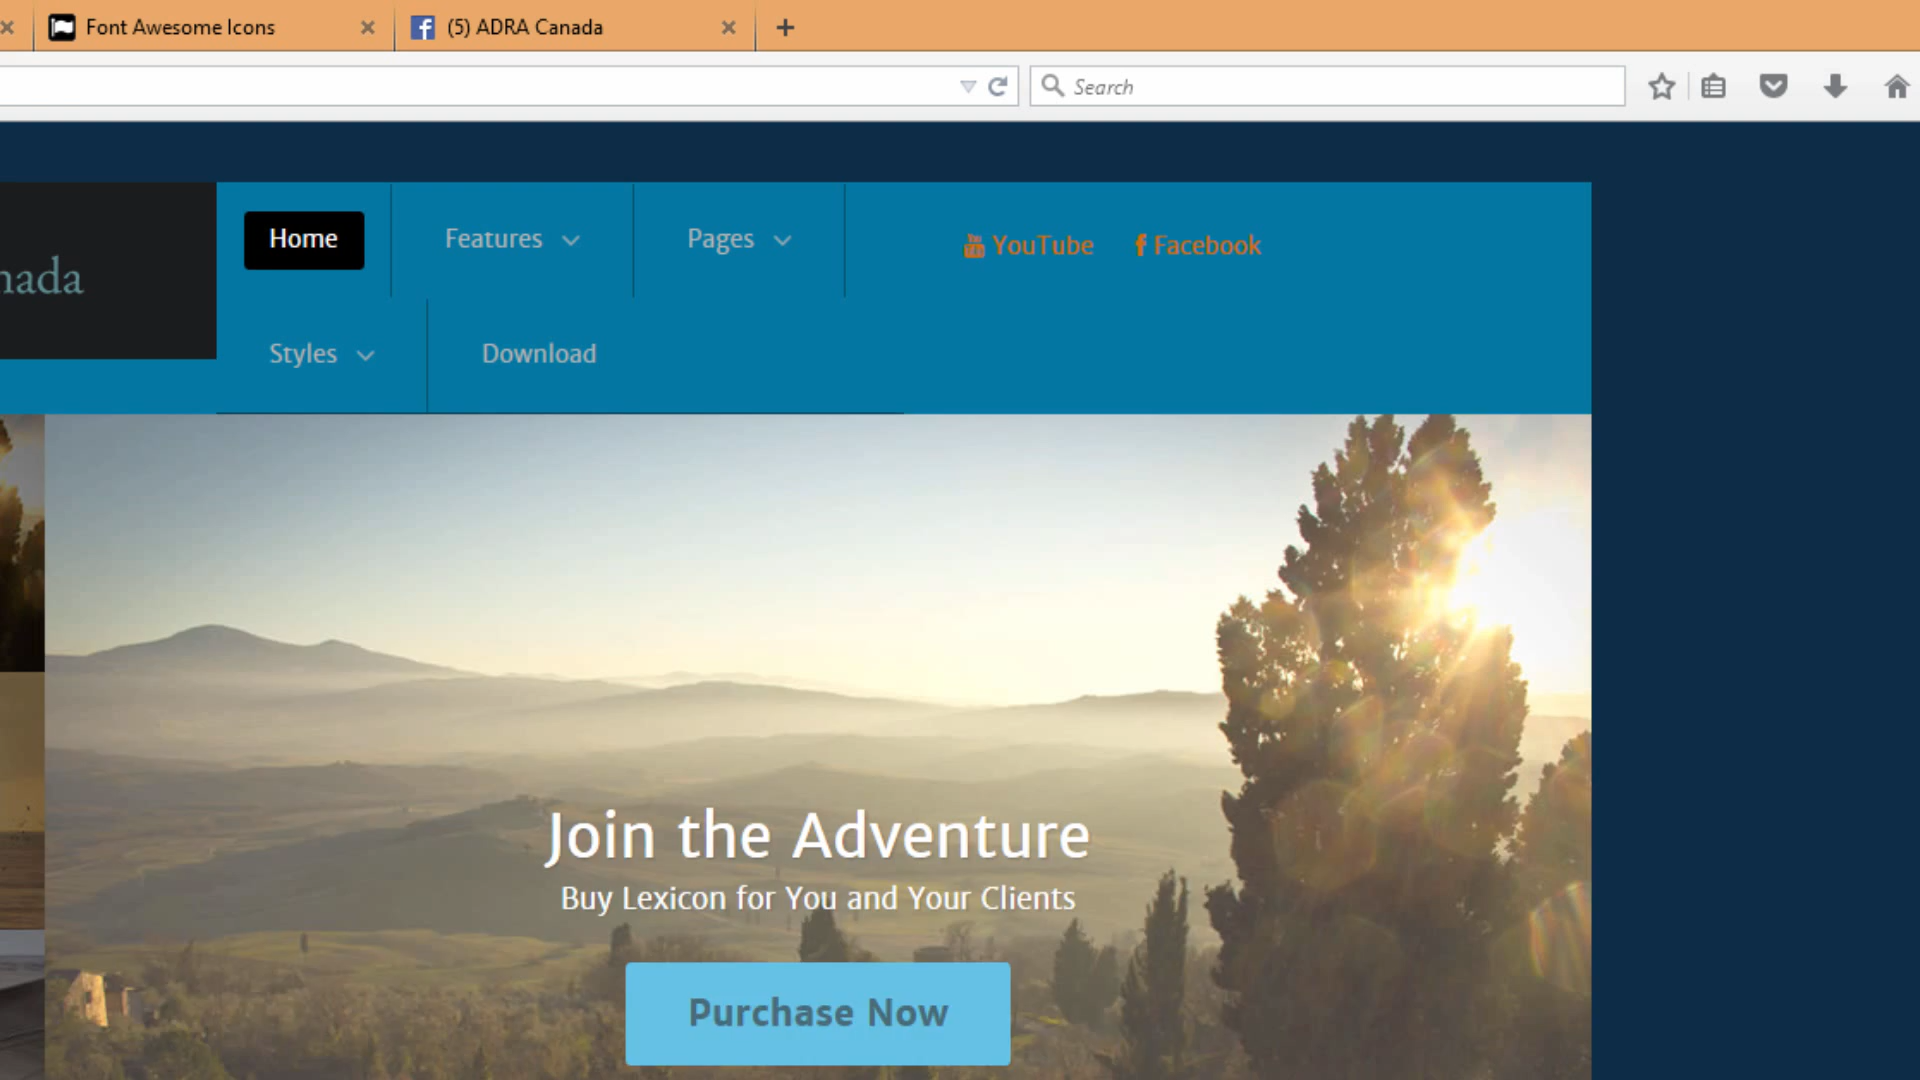 Font Awesome Icons
(5) ADRA Canada
Search
nada
Home
Features
Pages
YouTube
Facebook
Styles
Download
Join the Adventure
Buy Lexicon for You and Your Clients
Purchase Now